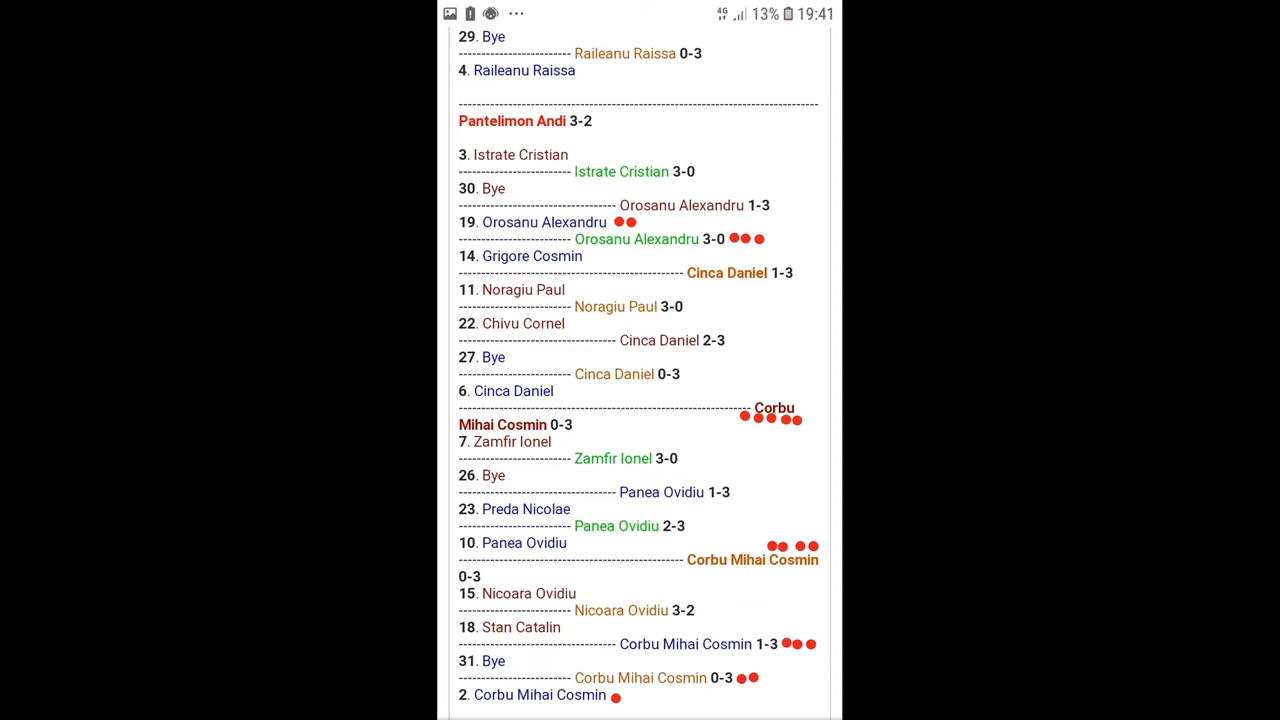 4G 13% 19:41
29. Bye
------------------------- Raileanu Raissa 0-3
4. Raileanu Raissa
--------------------------------------------------------------------------------
Pantelimon Andi 3-2
3. Istrate Cristian
------------------------- Istrate Cristian 3-0
30. Bye
----------------------------------- Orosanu Alexandru 1-3
19. Orosanu Alexandru
------------------------- Orosanu Alexandru 3-0
14. Grigore Cosmin
-------------------------------------------------- Cinca Daniel 1-3
11. Noragiu Paul
------------------------- Noragiu Paul 3-0
22. Chivu Cornel
----------------------------------- Cinca Daniel 2-3
27. Bye
------------------------- Cinca Daniel 0-3
6. Cinca Daniel
----------------------------------------------------------------- Corbu
Mihai Cosmin 0-3
7. Zamfir Ionel
------------------------- Zamfir Ionel 3-0
26. Bye
----------------------------------- Panea Ovidiu 1-3
23. Preda Nicolae
------------------------- Panea Ovidiu 2-3
10. Panea Ovidiu
-------------------------------------------------- Corbu Mihai Cosmin
0-3
15. Nicoara Ovidiu
------------------------- Nicoara Ovidiu 3-2
18. Stan Catalin
----------------------------------- Corbu Mihai Cosmin 1-3
31. Bye
------------------------- Corbu Mihai Cosmin 0-3
2. Corbu Mihai Cosmin